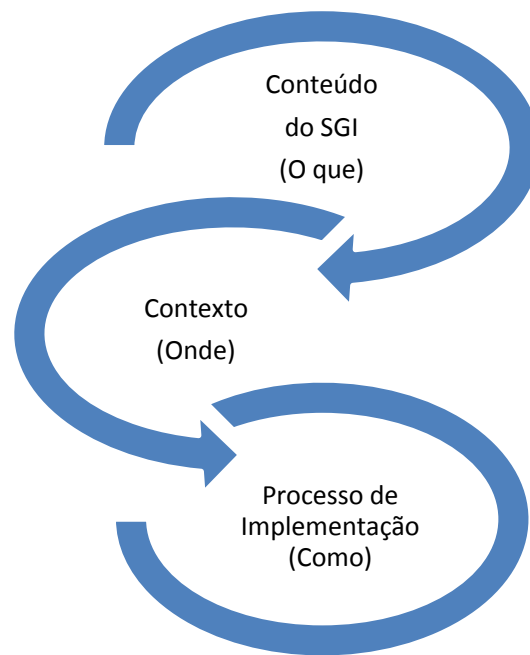 Conteúdo
do SGI
(O que)
Contexto
(Onde)
Processo de
Implementação
(Como)